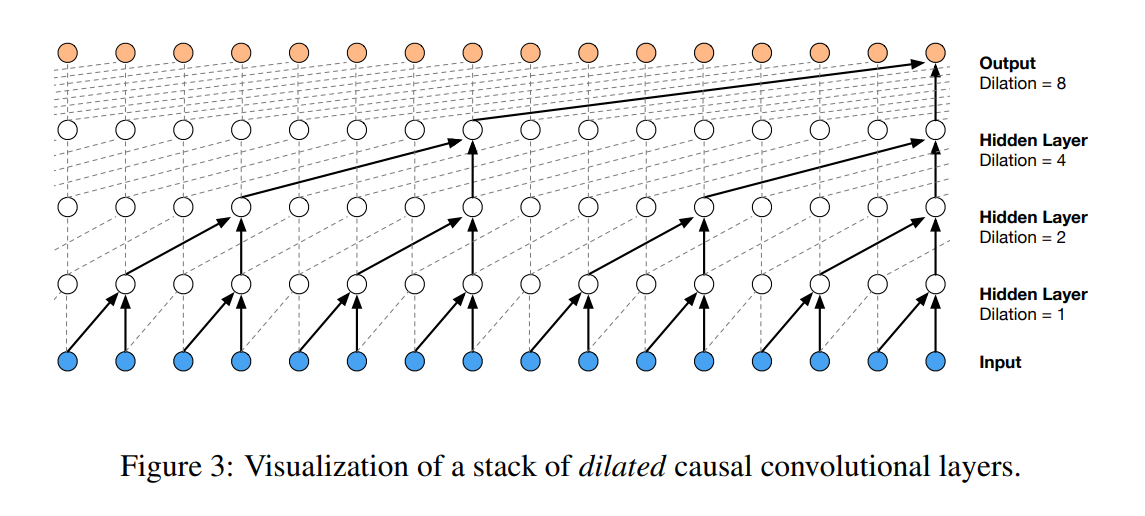 Output
Dilation = 8
Hidden Layer
Dilation = 4
Hidden Layer
Dilation = 2
Hidden Layer
Dilation = 1
Input
Figure 3: Visualization of a stack of dilated causal convolutional layers.